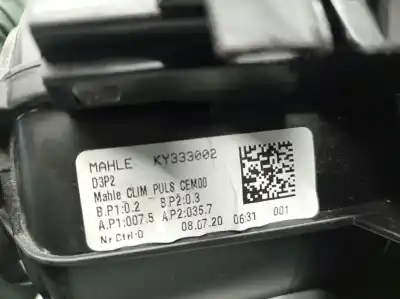 MAHLE KY333002
D3P2
Mahle CLIM PULS CEM00
B.P1:0.2 B.P2:0.3
A.P1:007.5 A.P2:035.7
Nr Ctrl:0 08.07.20 06:31 001